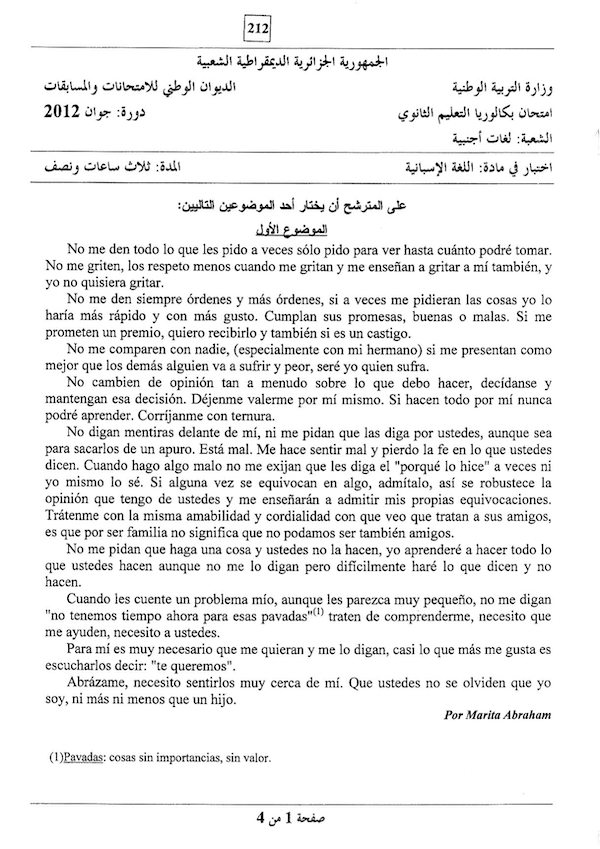 212
الجمهورية الجزائرية الديمقراطية الشعبية
وزارة التربية الوطنية الديوان الوطني للامتحانات والمسابقات
امتحان بكالوريا التعليم الثانوي دورة: جوان 2012
الشعبة: لغات أجنبية
اختبار في مادة: اللغة الإسبانية المدة: ثلاث ساعات ونصف
على المترشح أن يختار أحد الموضوعين التاليين:
الموضوع الأول
No me den todo lo que les pido a veces sólo pido para ver hasta cuánto podré tomar.
No me griten, los respeto menos cuando me gritan y me enseñan a gritar a mí también, y
yo no quisiera gritar.
No me den siempre órdenes y más órdenes, si a veces me pidieran las cosas yo lo
haría más rápido y con más gusto. Cumplan sus promesas, buenas o malas. Si me
prometen un premio, quiero recibirlo y también si es un castigo.
No me comparen con nadie, (especialmente con mi hermano) si me presentan como
mejor que los demás alguien va a sufrir y peor, seré yo quien sufra.
No cambien de opinión tan a menudo sobre lo que debo hacer, decídanse y
mantengan esa decisión. Déjenme valerme por mí mismo. Si hacen todo por mí nunca
podré aprender. Corríjanme con ternura.
No digan mentiras delante de mí, ni me pidan que las diga por ustedes, aunque sea
para sacarlos de un apuro. Está mal. Me hace sentir mal y pierdo la fe en lo que ustedes
dicen. Cuando hago algo malo no me exijan que les diga el "porqué lo hice" a veces ni
yo mismo lo sé. Si alguna vez se equivocan en algo, admítalo, así se robustece la
opinión que tengo de ustedes y me enseñarán a admitir mis propias equivocaciones.
Trátenme con la misma amabilidad y cordialidad con que veo que tratan a sus amigos,
es que por ser familia no significa que no podamos ser también amigos.
No me pidan que haga una cosa y ustedes no la hacen, yo aprenderé a hacer todo lo
que ustedes hacen aunque no me lo digan pero difícilmente haré lo que dicen y no
hacen.
Cuando les cuente un problema mío, aunque les parezca muy pequeño, no me digan
"no tenemos tiempo ahora para esas pavadas"(1) traten de comprenderme, necesito que
me ayuden, necesito a ustedes.
Para mí es muy necesario que me quieran y me lo digan, casi lo que más me gusta es
escucharlos decir: "te queremos".
Abrázame, necesito sentirlos muy cerca de mí. Que ustedes no se olviden que yo
soy, ni más ni menos que un hijo.
Por Marita Abraham
(1)Pavadas: cosas sin importancias, sin valor.
صفحة 1 من 4